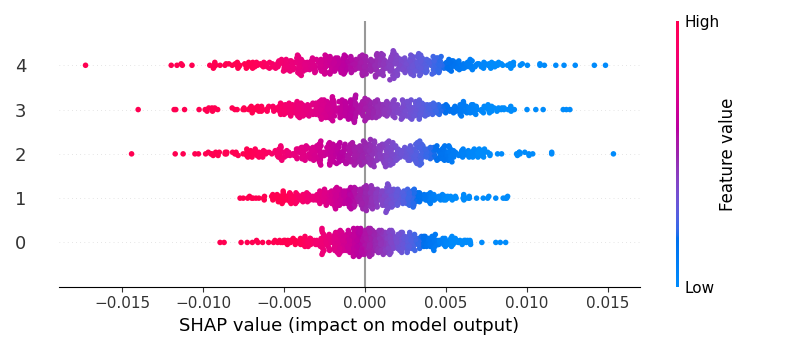 High
4
3
2
1
0
Feature value
Low
−0.015 −0.010 −0.005 0.000 0.005 0.010 0.015
SHAP value (impact on model output)